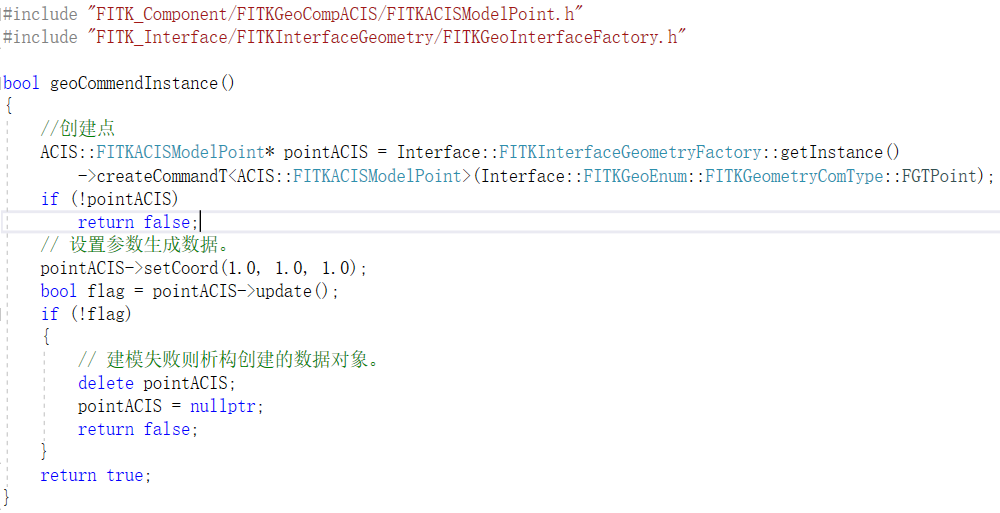 #include "FITK_Component/FITKGeoCompACIS/FITKACISModelPoint.h"
#include "FITK_Interface/FITKInterfaceGeometry/FITKGeoInterfaceFactory.h"
bool geoCommendInstance()
{
//创建点
ACIS::FITKACISModelPoint* pointACIS = Interface::FITKInterfaceGeometryFactory::getInstance()
->createCommandT<ACIS::FITKACISModelPoint>(Interface::FITKGeoEnum::FITKGeometryComType::FGTPoint);
if (!pointACIS)
return false;
// 设置参数生成数据。
pointACIS->setCoord(1.0, 1.0, 1.0);
bool flag = pointACIS->update();
if (!flag)
{
// 建模失败则析构创建的数据对象。
delete pointACIS;
pointACIS = nullptr;
return false;
}
return true;
}